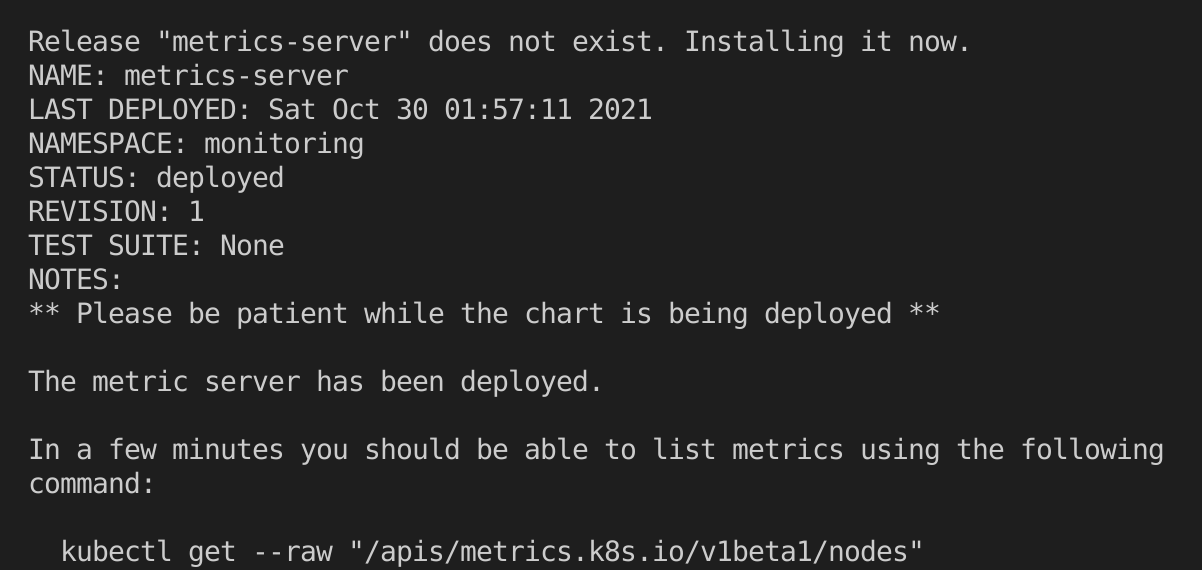 Release "metrics-server" does not exist. Installing it now.
NAME: metrics-server
LAST DEPLOYED: Sat Oct 30 01:57:11 2021
NAMESPACE: monitoring
STATUS: deployed
REVISION: 1
TEST SUITE: None
NOTES:
** Please be patient while the chart is being deployed **
The metric server has been deployed.
In a few minutes you should be able to list metrics using the following
command:
kubectl get --raw "/apis/metrics.k8s.io/v1beta1/nodes"